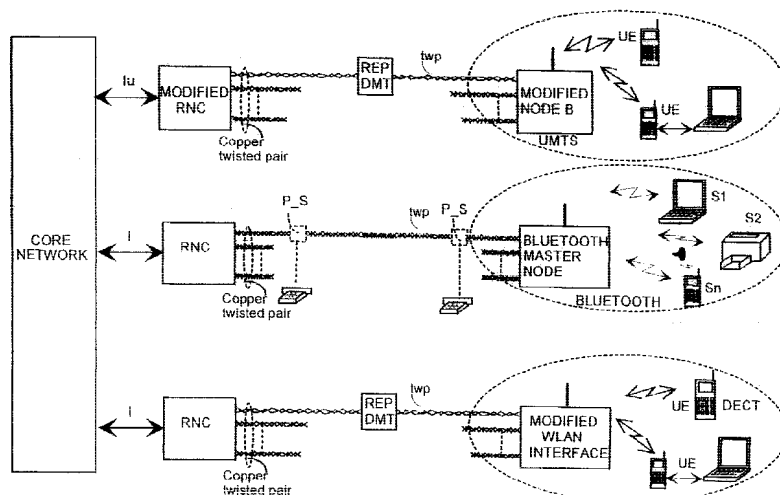 CORE
NETWORK
Iu
MODIFIED
RNC
Copper
twisted pair
REP
DMT
twp
MODIFIED
NODE B
UMTS
UE
UE
I
RNC
Copper
twisted pair
P_S
twp
P_S
BLUETOOTH
MASTER
NODE
BLUETOOTH
S1
S2
Sn
I
RNC
Copper
twisted pair
REP
DMT
twp
MODIFIED
WLAN
INTERFACE
UE
DECT
UE